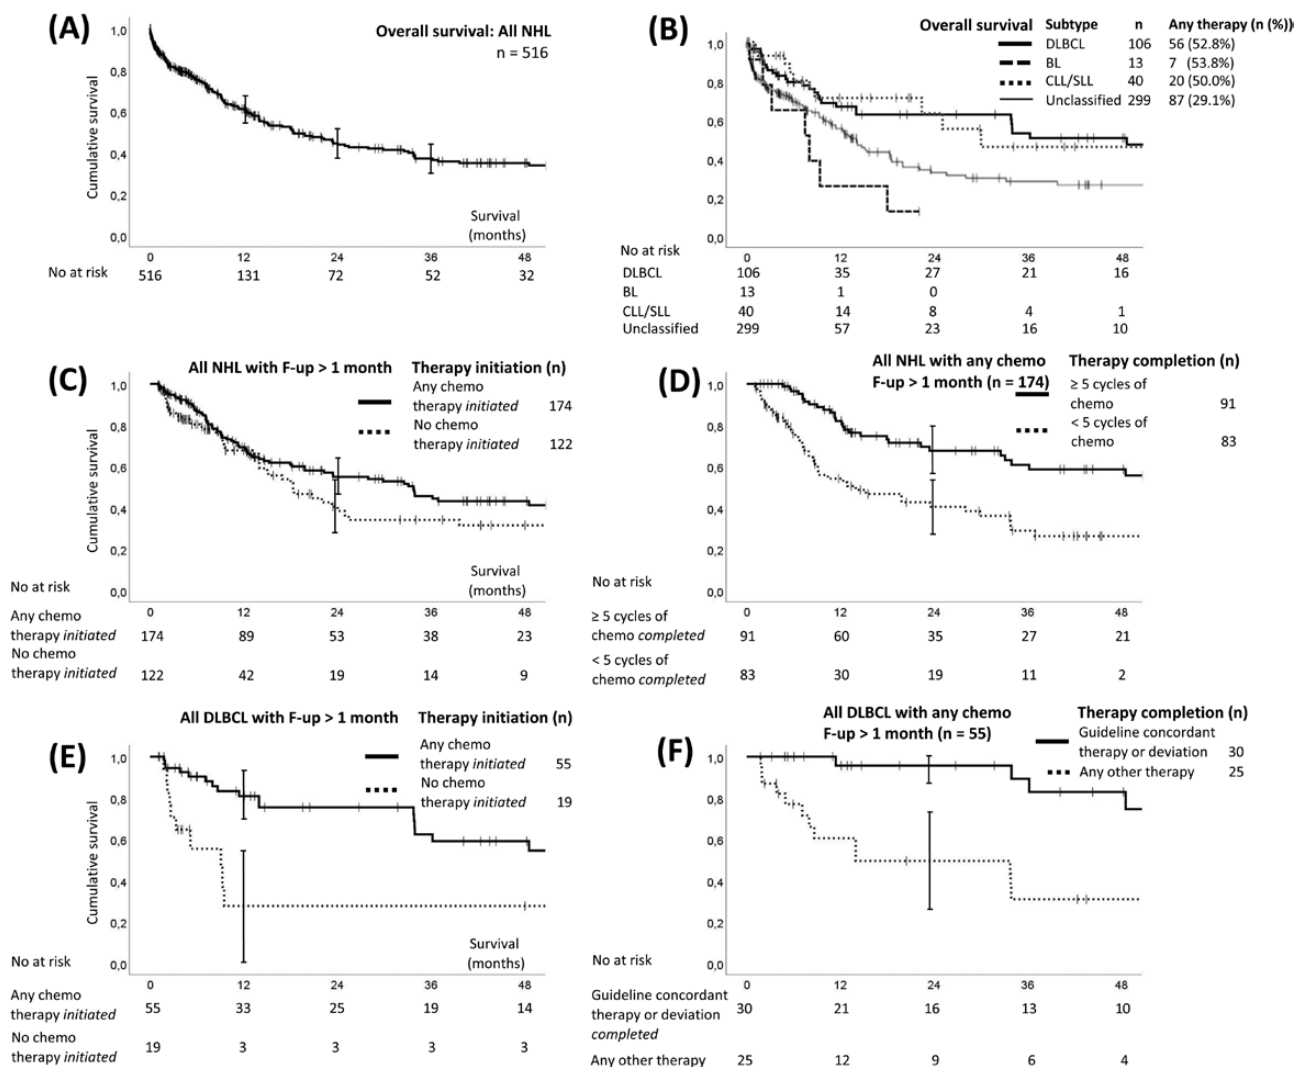 (A)
Overall survival: All NHL
n = 516
Cumulative survival
1,0
0,8
0,6
0,4
0,2
0,0
Survival
(months)
0 12 24 36 48
No at risk 516 131 72 52 32
(B)
Overall survival Subtype n Any therapy (n (%))
DLBCL 106 56 (52.8%)
BL 13 7 (53.8%)
CLL/SLL 40 20 (50.0%)
Unclassified 299 87 (29.1%)
1,0
0,8
0,6
0,4
0,2
0,0
0 12 24 36 48
No at risk
DLBCL 106 35 27 21 16
BL 13 1 0
CLL/SLL 40 14 8 4 1
Unclassified 299 57 23 16 10
(C)
All NHL with F-up > 1 month Therapy initiation (n)
Any chemo
therapy initiated 174
No chemo
therapy initiated 122
Cumulative survival
1,0
0,8
0,6
0,4
0,2
0,0
Survival
(months)
No at risk
0 12 24 36 48
Any chemo
therapy initiated 174 89 53 38 23
No chemo
therapy initiated 122 42 19 14 9
(D)
All NHL with any chemo
F-up > 1 month (n = 174)
Therapy completion (n)
≥ 5 cycles of
chemo 91
< 5 cycles of
chemo 83
1,0
0,8
0,6
0,4
0,2
0,0
No at risk
0 12 24 36 48
≥ 5 cycles of
chemo completed 91 60 35 27 21
< 5 cycles of
chemo completed 83 30 19 11 2
(E)
All DLBCL with F-up > 1 month Therapy initiation (n)
Any chemo
therapy initiated 55
No chemo
therapy initiated 19
Cumulative survival
1,0
0,8
0,6
0,4
0,2
0,0
Survival
(months)
No at risk
0 12 24 36 48
Any chemo
therapy initiated 55 33 25 19 14
No chemo
therapy initiated 19 3 3 3 3
(F)
All DLBCL with any chemo
F-up > 1 month (n = 55)
Therapy completion (n)
Guideline concordant
therapy or deviation 30
Any other therapy 25
1,0
0,8
0,6
0,4
0,2
0,0
No at risk
0 12 24 36 48
Guideline concordant
therapy or deviation
completed
30 21 16 13 10
Any other therapy 25 12 9 6 4